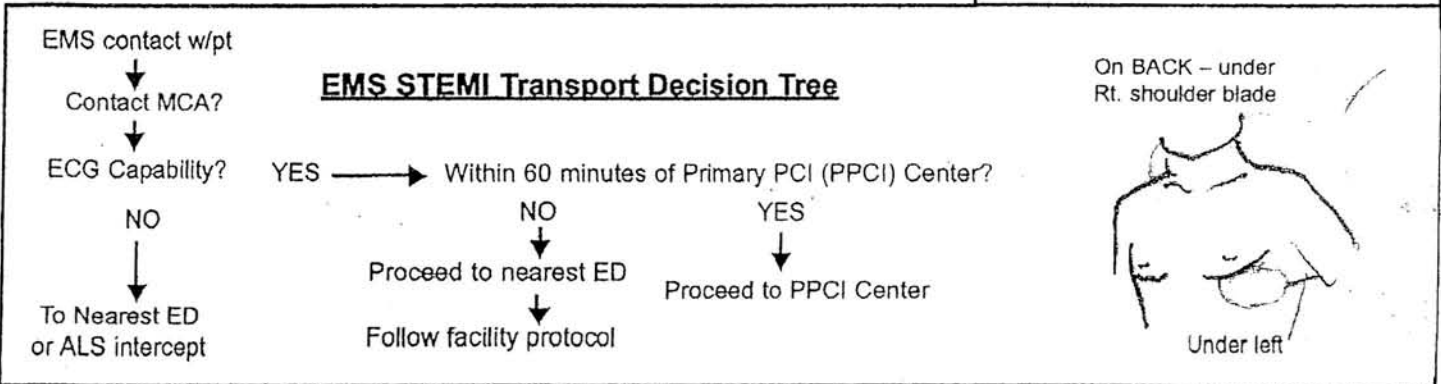 EMS contact w/pt
Contact MCA?
ECG Capability?
NO
To Nearest ED
or ALS intercept
EMS STEMI Transport Decision Tree
YES
Within 60 minutes of Primary PCI (PPCI) Center?
NO
Proceed to nearest ED
Follow facility protocol
YES
Proceed to PPCI Center
On BACK – under
Rt. shoulder blade
Under left